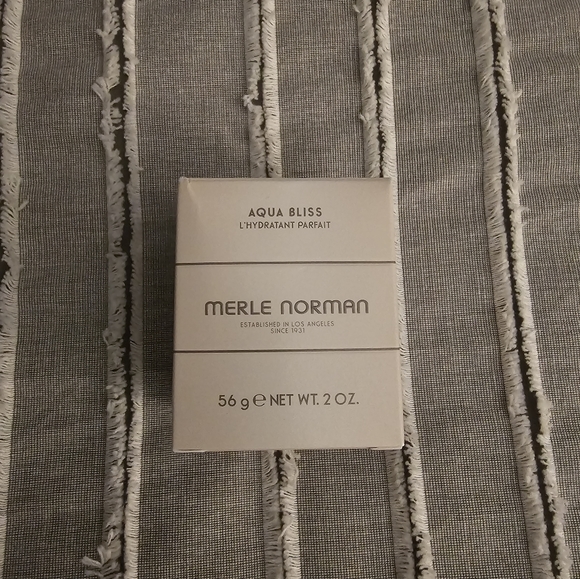 AQUA BLISS
L'HYDRATANT PARFAIT
MERLE NORMAN
ESTABLISHED IN LOS ANGELES
SINCE 1931
56 g ℮ NET WT. 2 OZ.